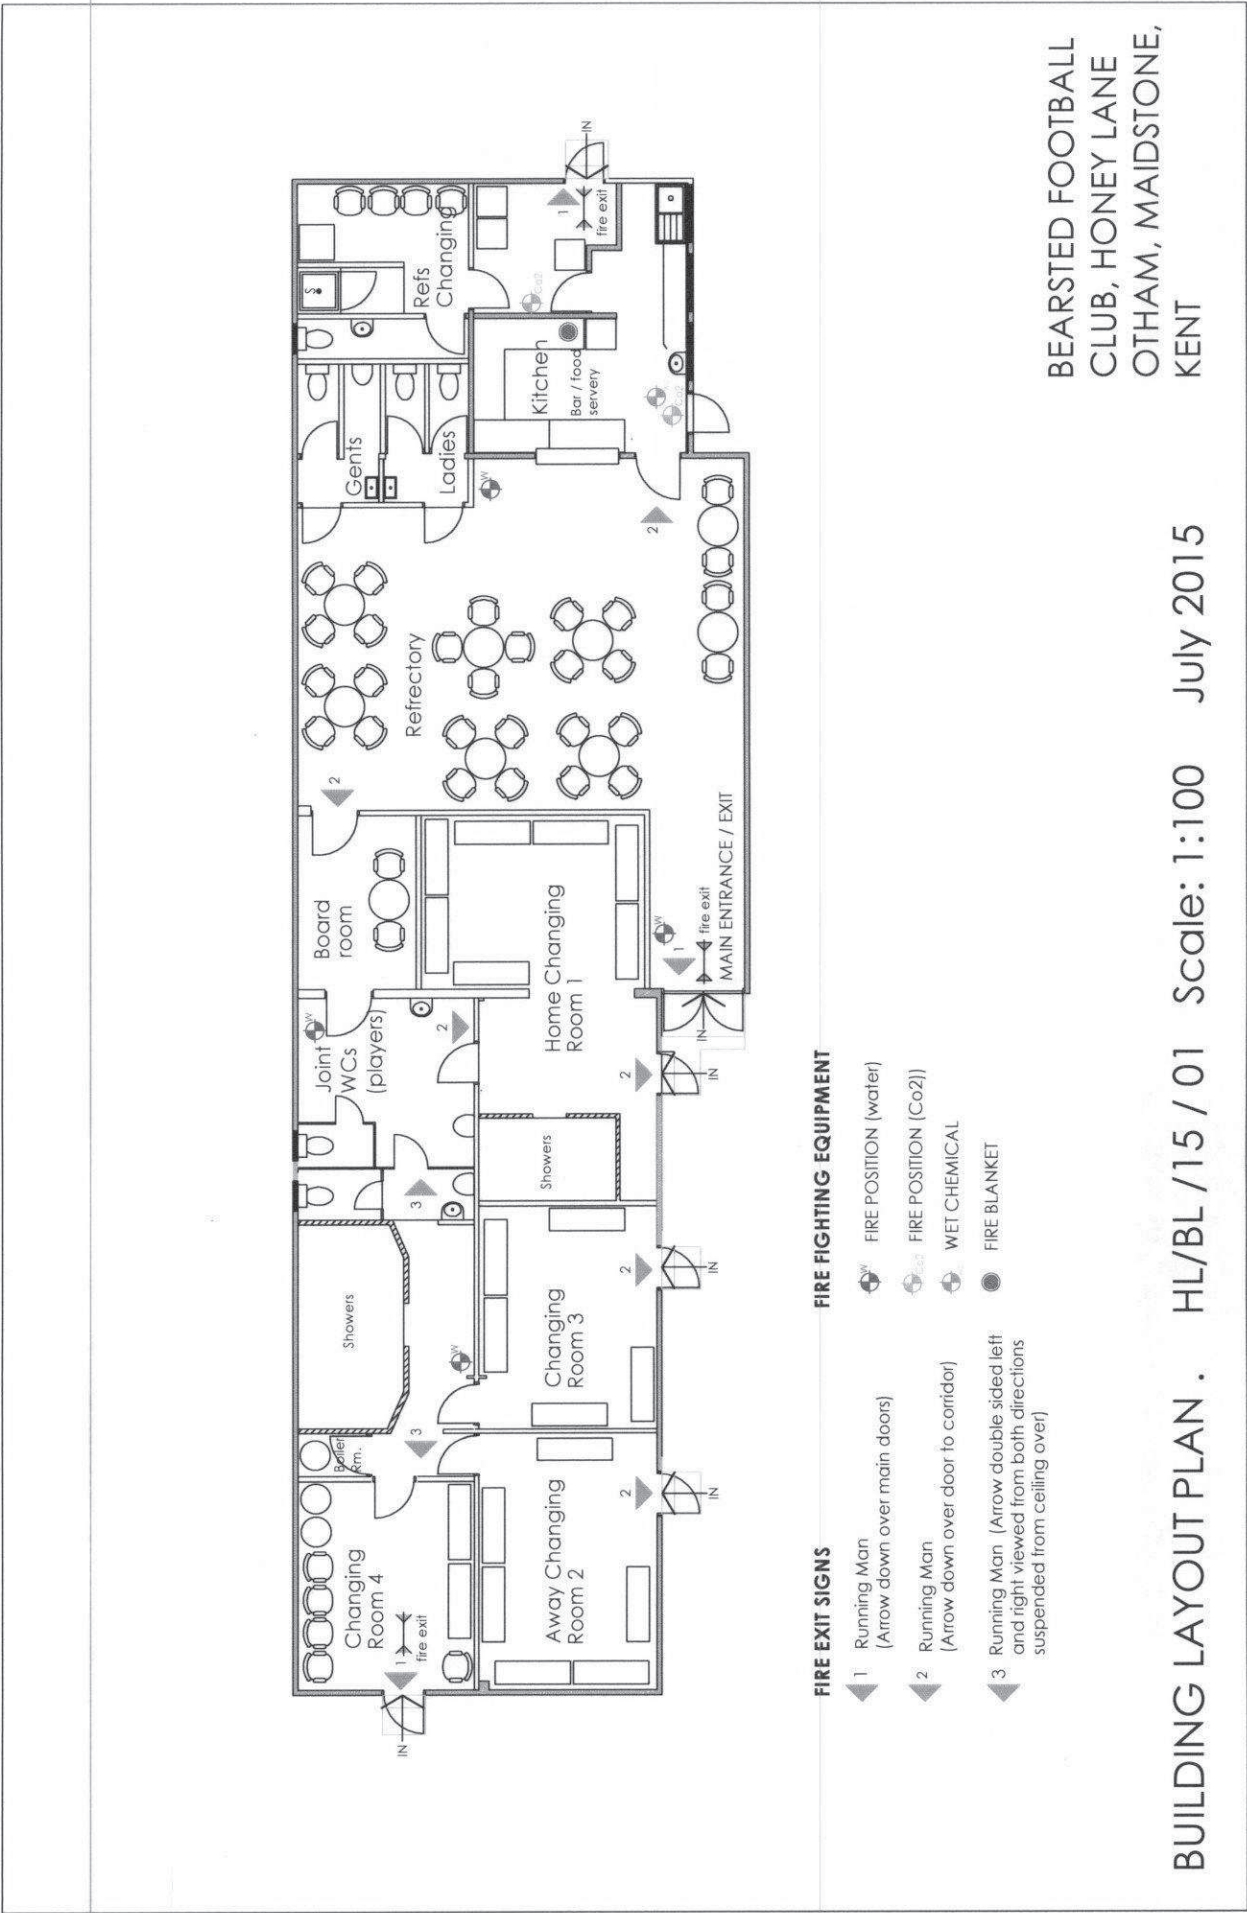 Changing
Room 4
1
fire exit
IN
Boiler
Rm.
Showers
3
3
W
Joint
WCs
(players)
W
2
Board
room
2
Refrectory
Gents
Ladies
W
Refs
Changing
S
Co2
1
fire exit
IN
Kitchen
Bar / food
servery
Co2
2
Away Changing
Room 2
2
IN
Changing
Room 3
2
IN
Showers
Home Changing
Room 1
2
IN
W
1
fire exit
MAIN ENTRANCE / EXIT
IN
FIRE EXIT SIGNS
1 Running Man
(Arrow down over main doors)
2 Running Man
(Arrow down over door to corridor)
3 Running Man (Arrow double sided left
and right viewed from both directions
suspended from ceiling over)
FIRE FIGHTING EQUIPMENT
W FIRE POSITION (water)
Co2 FIRE POSITION (Co2))
WET CHEMICAL
FIRE BLANKET
BEARSTED FOOTBALL
CLUB, HONEY LANE
OTHAM, MAIDSTONE,
KENT
BUILDING LAYOUT PLAN . HL/BL /15 / 01 Scale: 1:100 July 2015